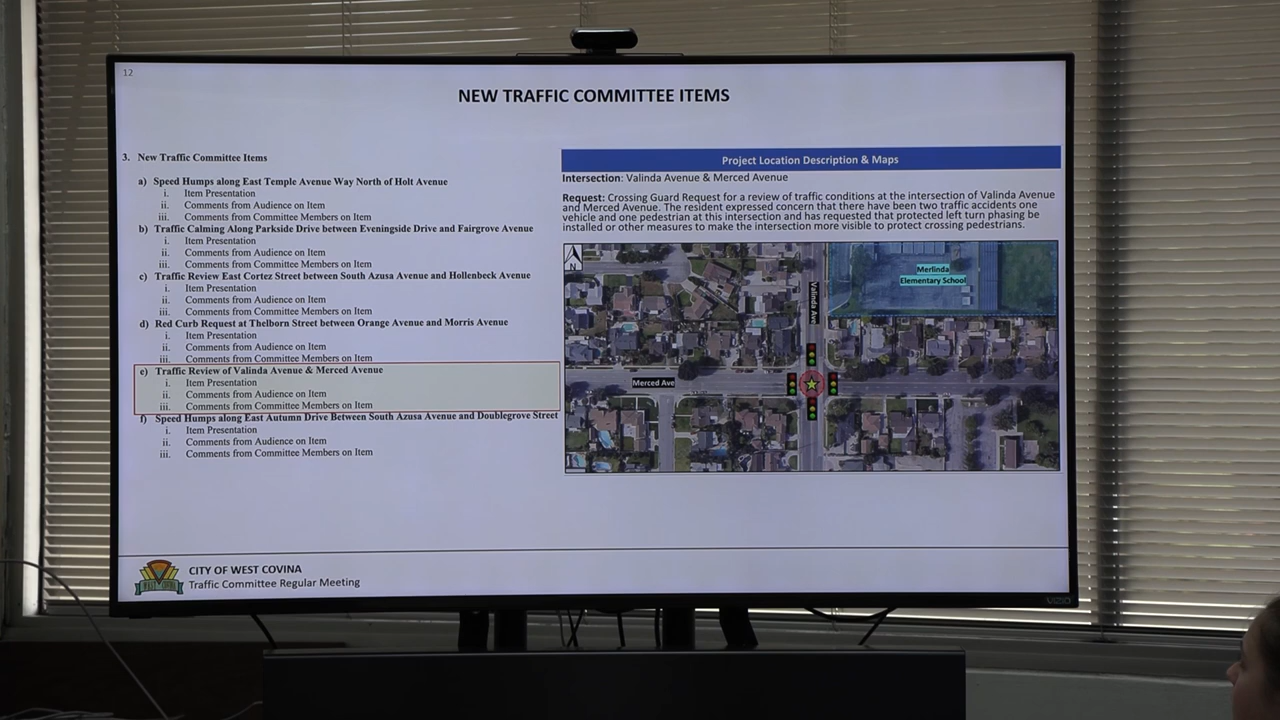 12
NEW TRAFFIC COMMITTEE ITEMS
3. New Traffic Committee Items
a) Speed Humps along East Temple Avenue Way North of Holt Avenue
i. Item Presentation
ii. Comments from Audience on Item
iii. Comments from Committee Members on Item
b) Traffic Calming Along Parkside Drive between Eveningside Drive and Fairgrove Avenue
i. Item Presentation
ii. Comments from Audience on Item
iii. Comments from Committee Members on Item
c) Traffic Review East Cortez Street between South Azusa Avenue and Hollenbeck Avenue
i. Item Presentation
ii. Comments from Audience on Item
iii. Comments from Committee Members on Item
d) Red Curb Request at Thelborn Street between Orange Avenue and Morris Avenue
i. Item Presentation
ii. Comments from Audience on Item
iii. Comments from Committee Members on Item
e) Traffic Review of Valinda Avenue & Merced Avenue
i. Item Presentation
ii. Comments from Audience on Item
iii. Comments from Committee Members on Item
f) Speed Humps along East Autumn Drive Between South Azusa Avenue and Doublegrove Street
i. Item Presentation
ii. Comments from Audience on Item
iii. Comments from Committee Members on Item
Project Location Description & Maps
Intersection: Valinda Avenue & Merced Avenue
Request: Crossing Guard Request for a review of traffic conditions at the intersection of Valinda Avenue
and Merced Avenue. The resident expressed concern that there have been two traffic accidents one
vehicle and one pedestrian at this intersection and has requested that protected left turn phasing be
installed or other measures to make the intersection more visible to protect crossing pedestrians.
N
Merlinda
Elementary School
Valinda Ave
Merced Ave
WEST COVINA
CITY OF WEST COVINA
Traffic Committee Regular Meeting
VIZIO